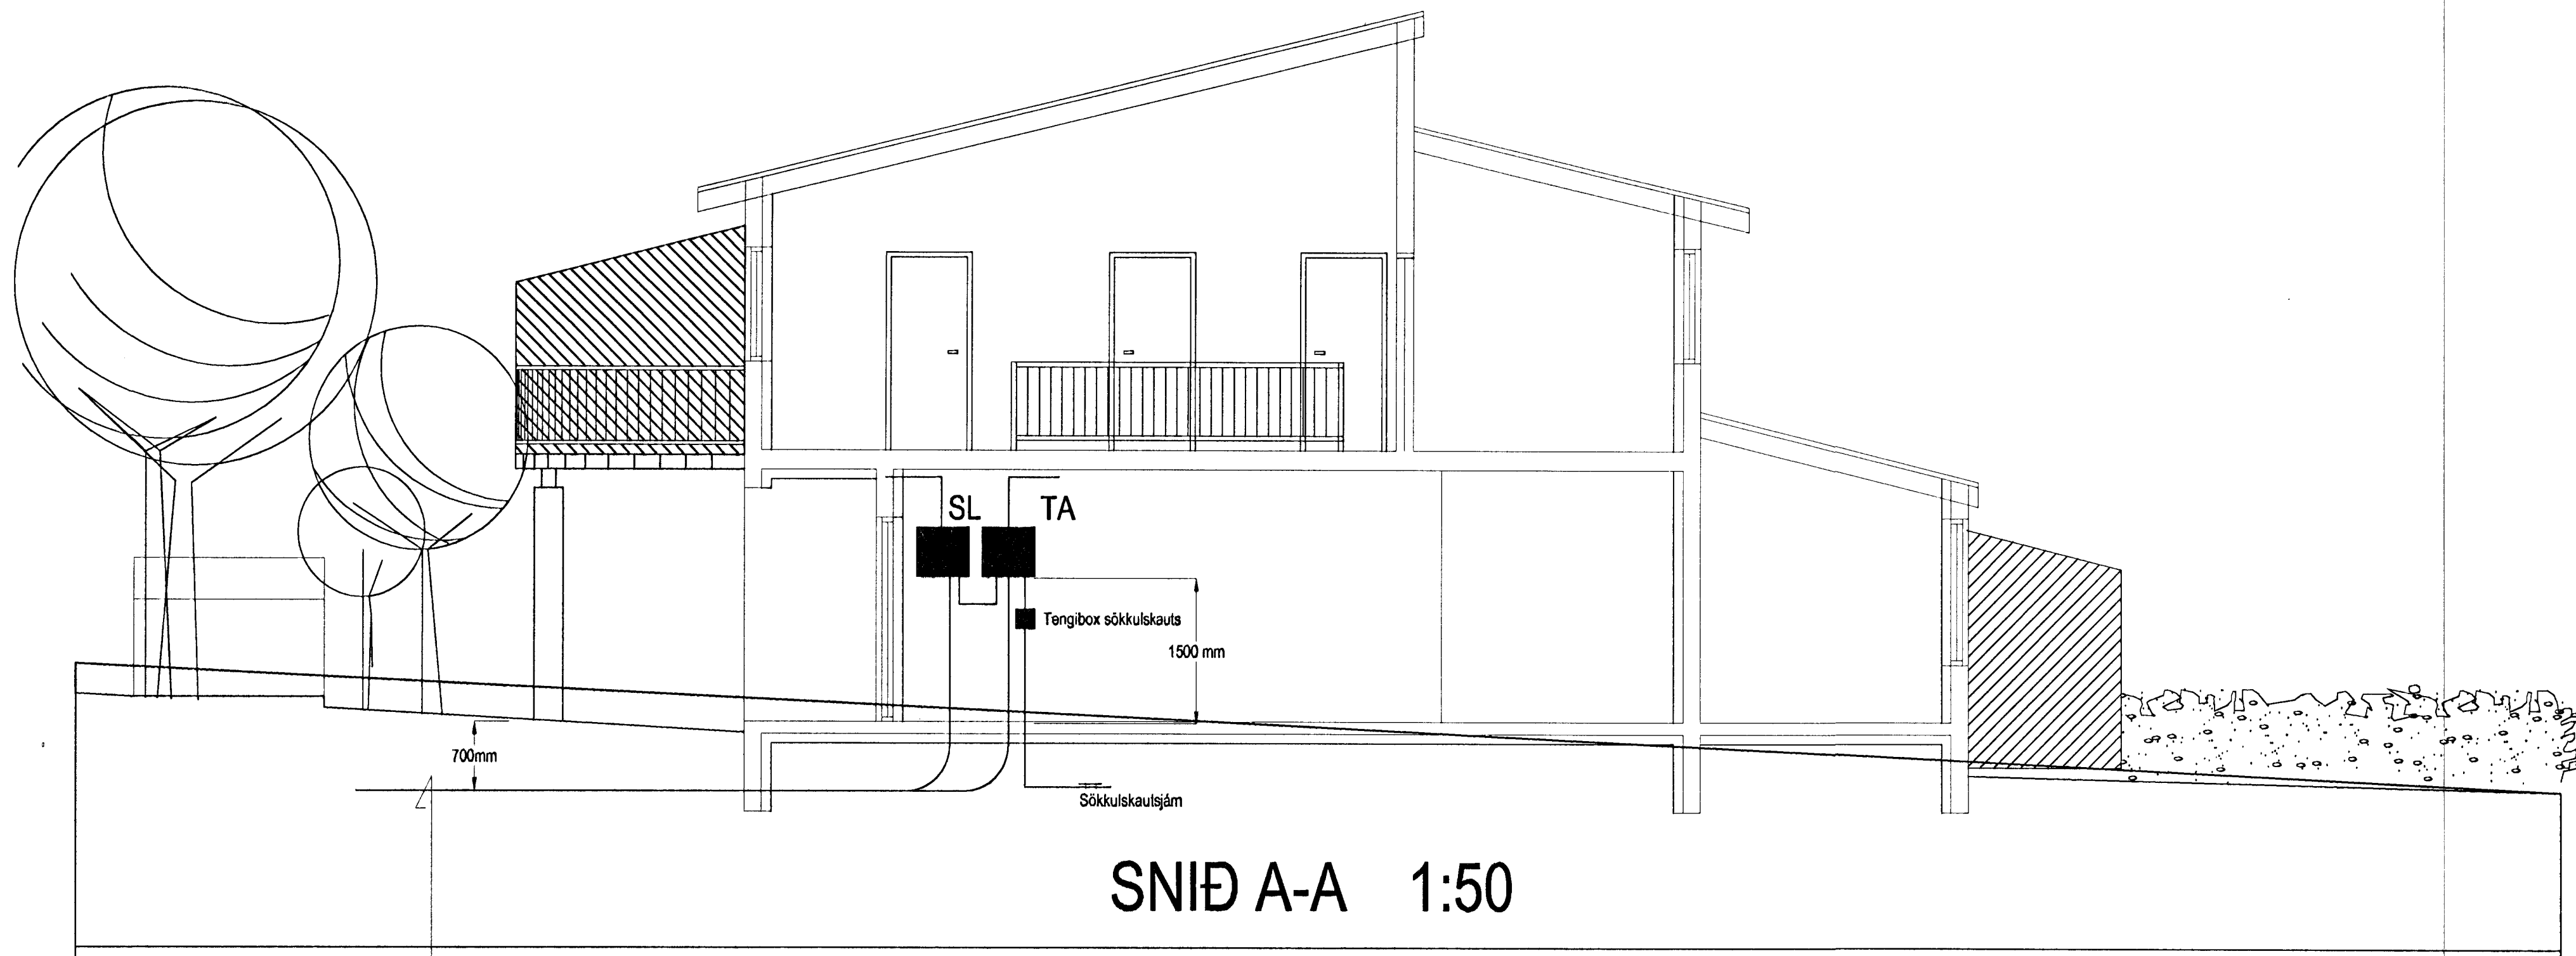 SL TA
Tengibox sökkulskauts
1500 mm
700mm
Sökkulskautsjárn
SNIÐ A-A 1:50